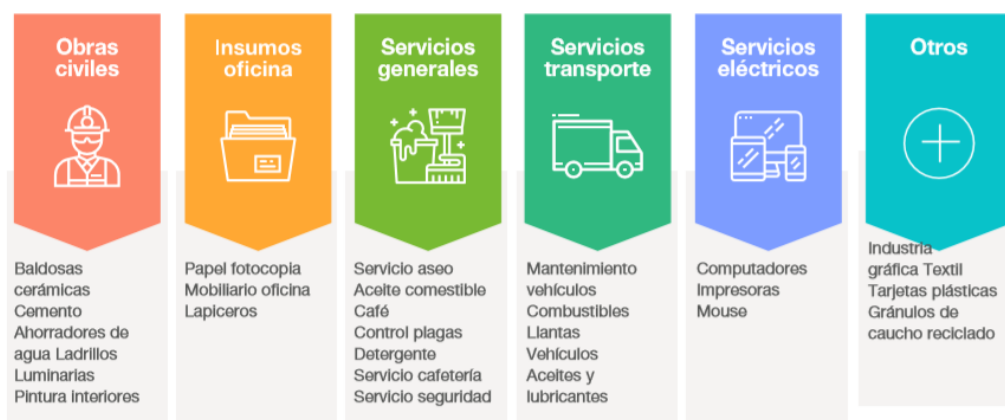 Obras
civiles
Baldosas
cerámicas
Cemento
Ahorradores de
agua Ladrillos
Luminarias
Pintura interiores
Insumos
oficina
Papel fotocopia
Mobiliario oficina
Lapiceros
Servicios
generales
Servicio aseo
Aceite comestible
Café
Control plagas
Detergente
Servicio cafetería
Servicio seguridad
Servicios
transporte
Mantenimiento
vehículos
Combustibles
Llantas
Vehículos
Aceites y
lubricantes
Servicios
eléctricos
Computadores
Impresoras
Mouse
Otros
Industria
gráfica Textil
Tarjetas plásticas
Gránulos de
caucho reciclado